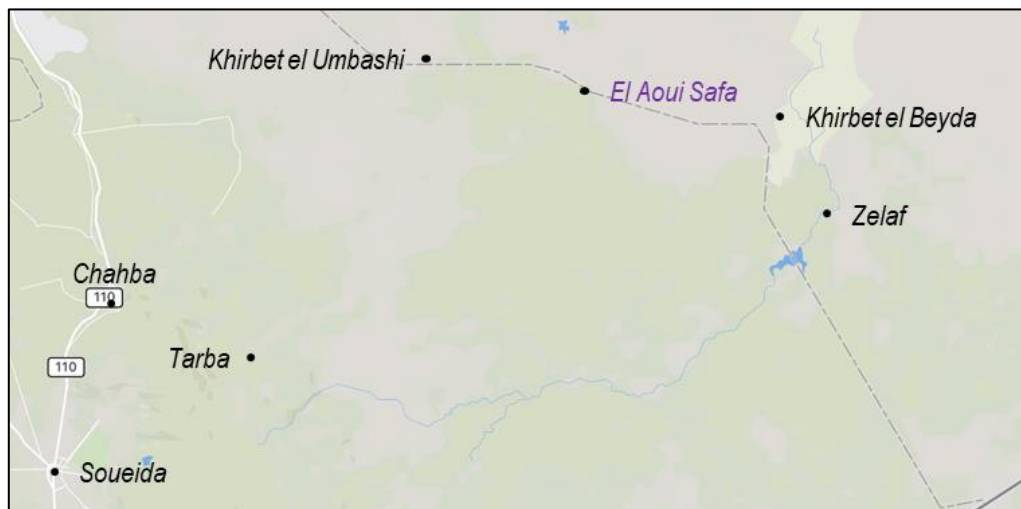 Khirbet el Umbashi
El Aoui Safa
Khirbet el Beyda
Zelaf
Chahba
110
Tarba
110
Soueida